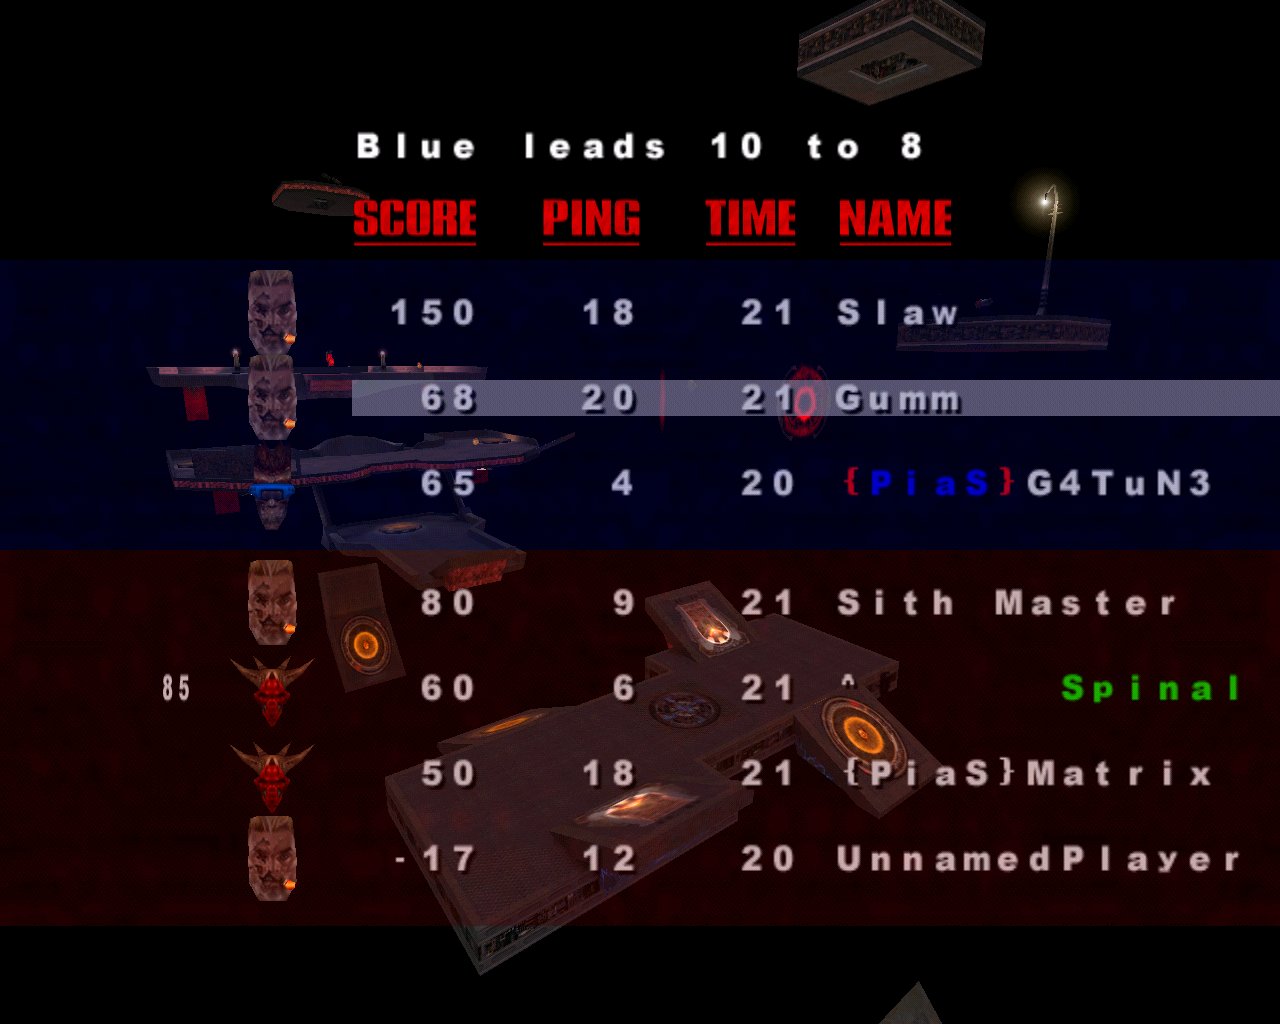 Blue leads 10 to 8
SCORE PING TIME NAME
150 18 21 Slaw
68 20 21 Gumm
65 4 20 {PiaS}G4TuN3
80 9 21 Sith Master
85 60 6 21 ^ Spinal
50 18 21 {PiaS}Matrix
-17 12 20 UnnamedPlayer